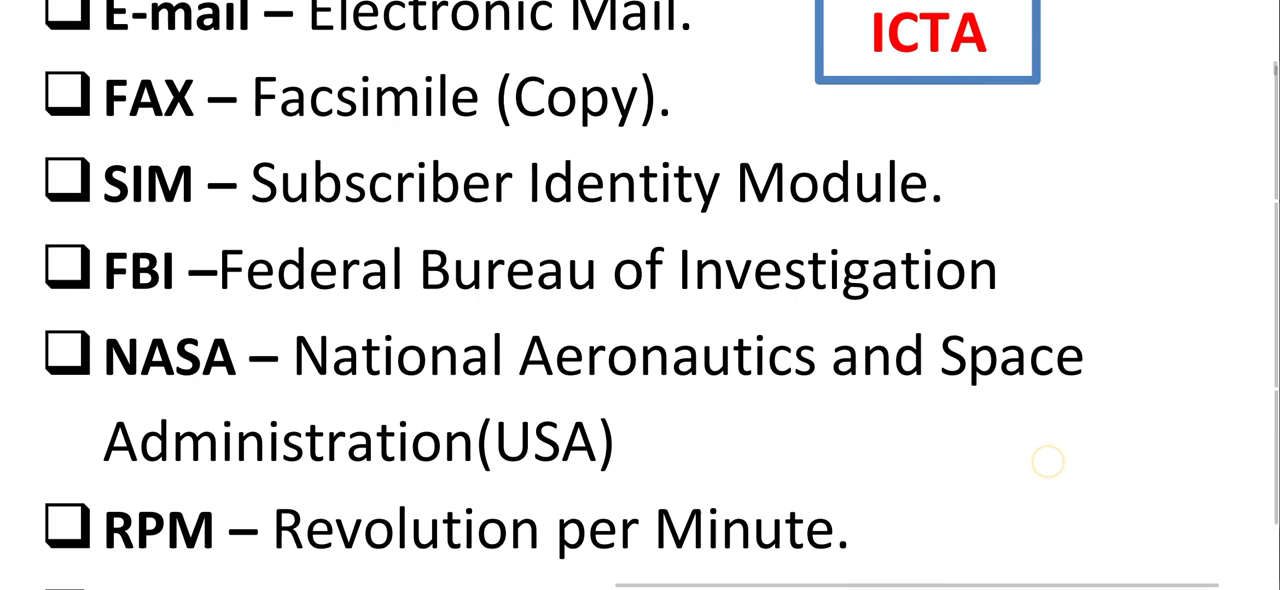 E-mail – Electronic Mail.
ICTA
FAX – Facsimile (Copy).
SIM – Subscriber Identity Module.
FBI –Federal Bureau of Investigation
NASA – National Aeronautics and Space
Administration(USA)
RPM – Revolution per Minute.